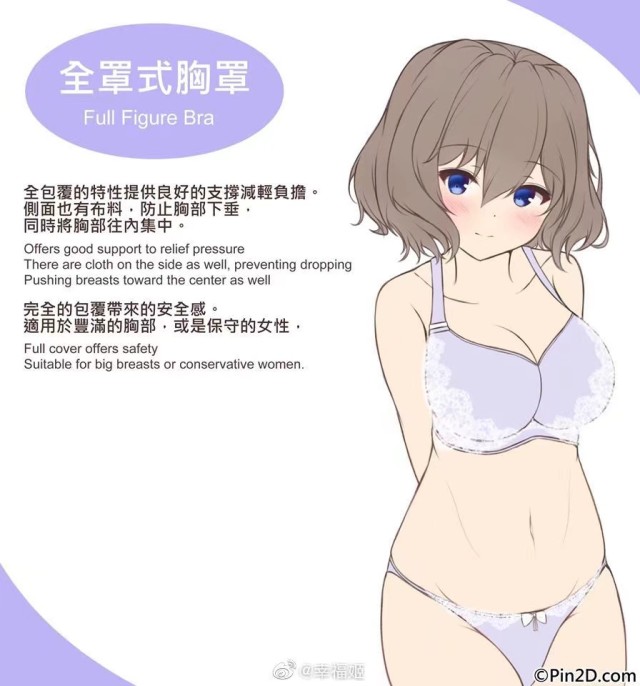 全罩式胸罩
Full Figure Bra
全包覆的特性提供良好的支撐減輕負擔。
側面也有布料，防止胸部下垂，
同時將胸部往內集中。
Offers good support to relief pressure
There are cloth on the side as well, preventing dropping
Pushing breasts toward the center as well
完全的包覆帶來的安全感。
適用於豐滿的胸部，或是保守的女性，
Full cover offers safety
Suitable for big breasts or conservative women.
@幸福姬
©Pin2D.com